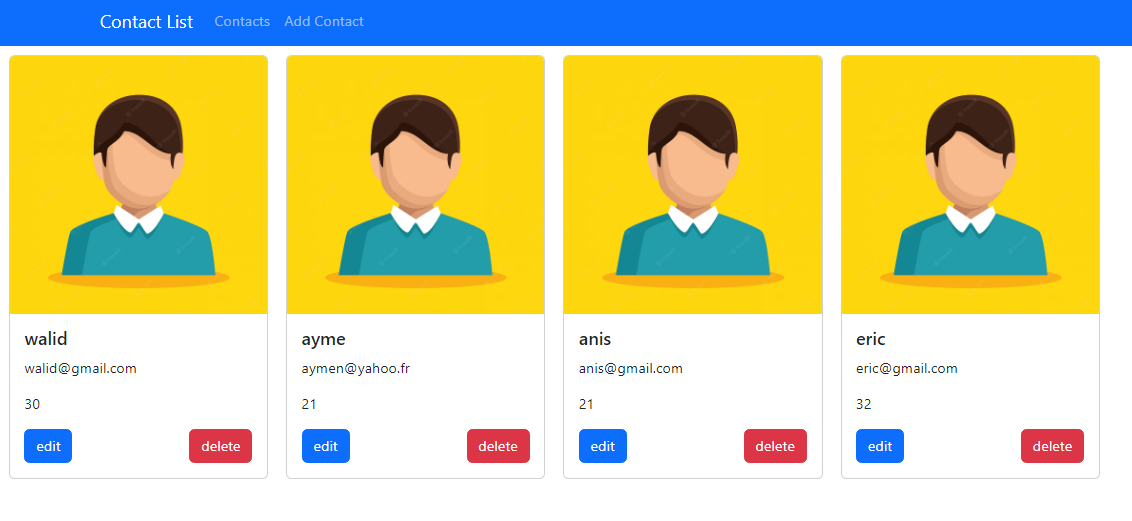 Contact List Contacts Add Contact
walid
walid@gmail.com
30
edit delete
ayme
aymen@yahoo.fr
21
edit delete
anis
anis@gmail.com
21
edit delete
eric
eric@gmail.com
32
edit delete